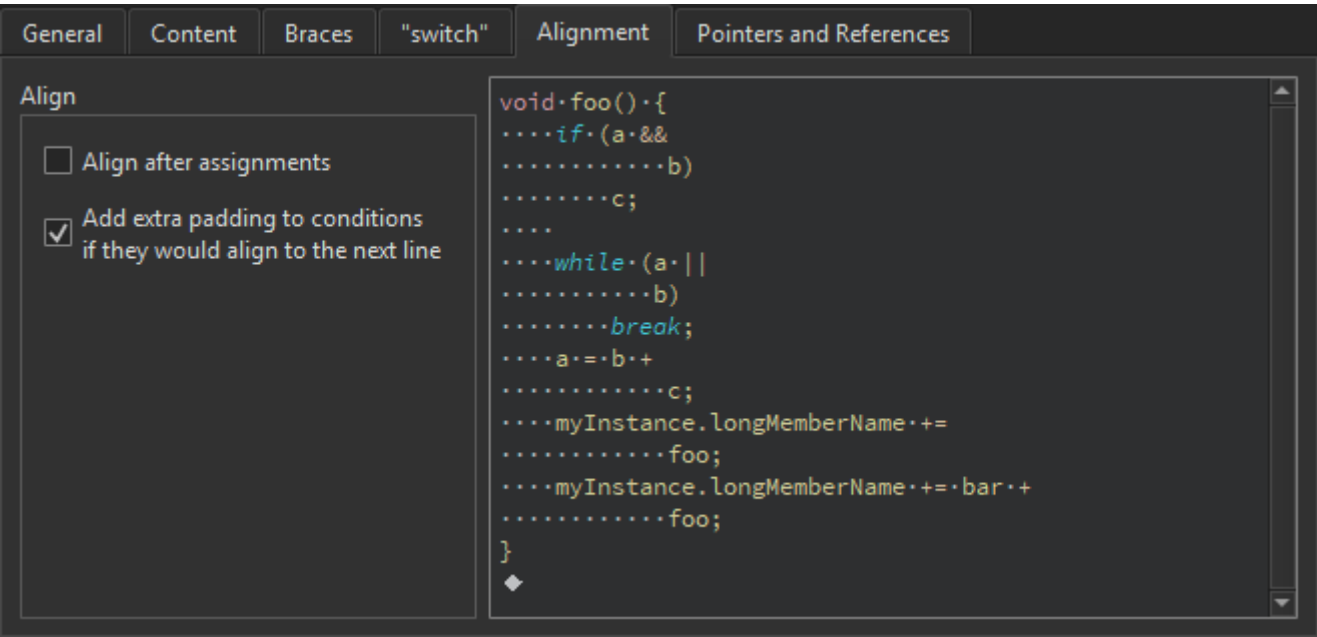 General
Content
Braces
"switch"
Alignment
Pointers and References
Align
Align after assignments
Add extra padding to conditions
if they would align to the next line
void·foo()·{
····if·(a·&&
············b)
········c;
····
····while·(a·||
···········b)
········break;
····a·=·b·+
············c;
····myInstance.longMemberName·+=
············foo;
····myInstance.longMemberName·+=·bar·+
············foo;
}